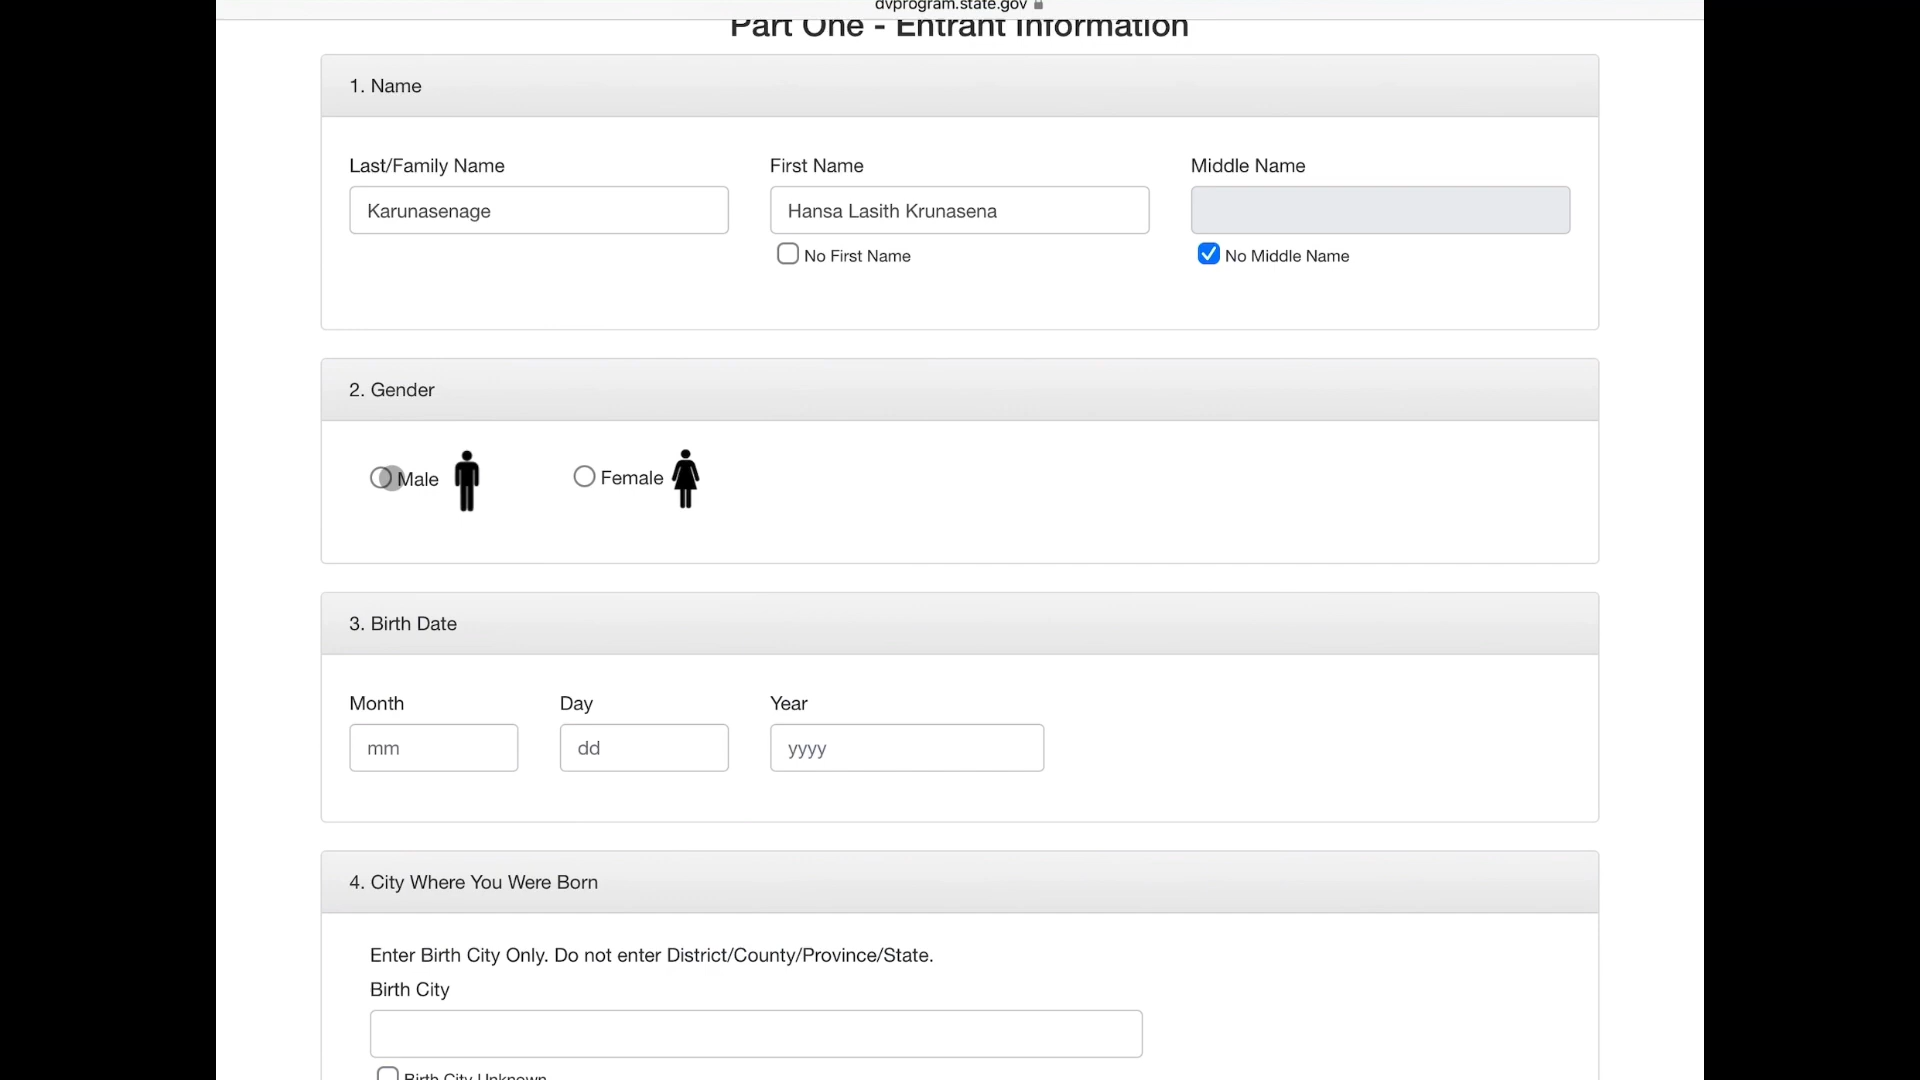 dvprogram.state.gov
Part One - Entrant Information
1. Name
Last/Family Name
First Name
Middle Name
Karunasenage
Hansa Lasith Krunasena
No First Name
No Middle Name
2. Gender
Male
Female
3. Birth Date
Month
Day
Year
mm
dd
yyyy
4. City Where You Were Born
Enter Birth City Only. Do not enter District/County/Province/State.
Birth City
Birth City Unknown